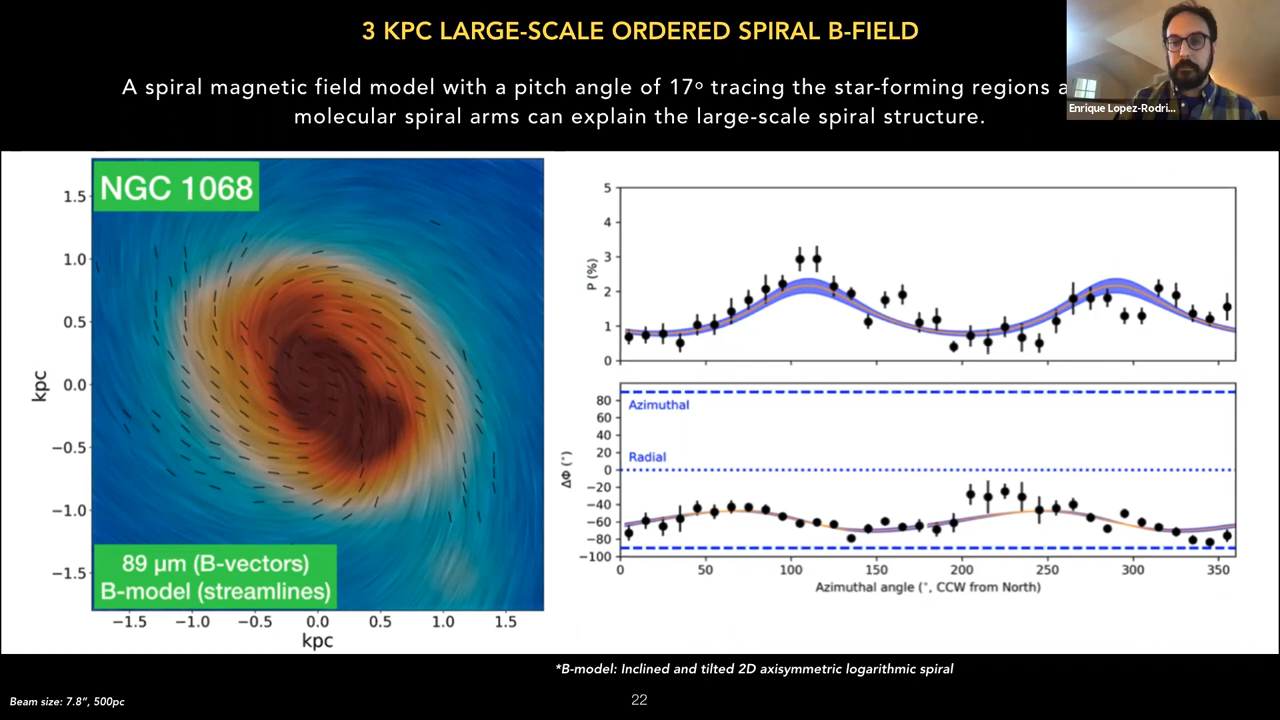 3 KPC LARGE-SCALE ORDERED SPIRAL B-FIELD
A spiral magnetic field model with a pitch angle of 17º tracing the star-forming regions
molecular spiral arms can explain the large-scale spiral structure.
Enrique Lopez-Rodri...
NGC 1068
89 μm (B-vectors)
B-model (streamlines)
kpc
1.5
1.0
0.5
0.0
−0.5
−1.0
−1.5
−1.5 −1.0 −0.5 0.0 0.5 1.0 1.5
kpc
P (%)
5
4
3
2
1
0
ΔΦ (°)
80
60
40
20
0
−20
−40
−60
−80
−100
Azimuthal
Radial
0 50 100 150 200 250 300 350
Azimuthal angle (°, CCW from North)
*B-model: Inclined and tilted 2D axisymmetric logarithmic spiral
Beam size: 7.8", 500pc
22